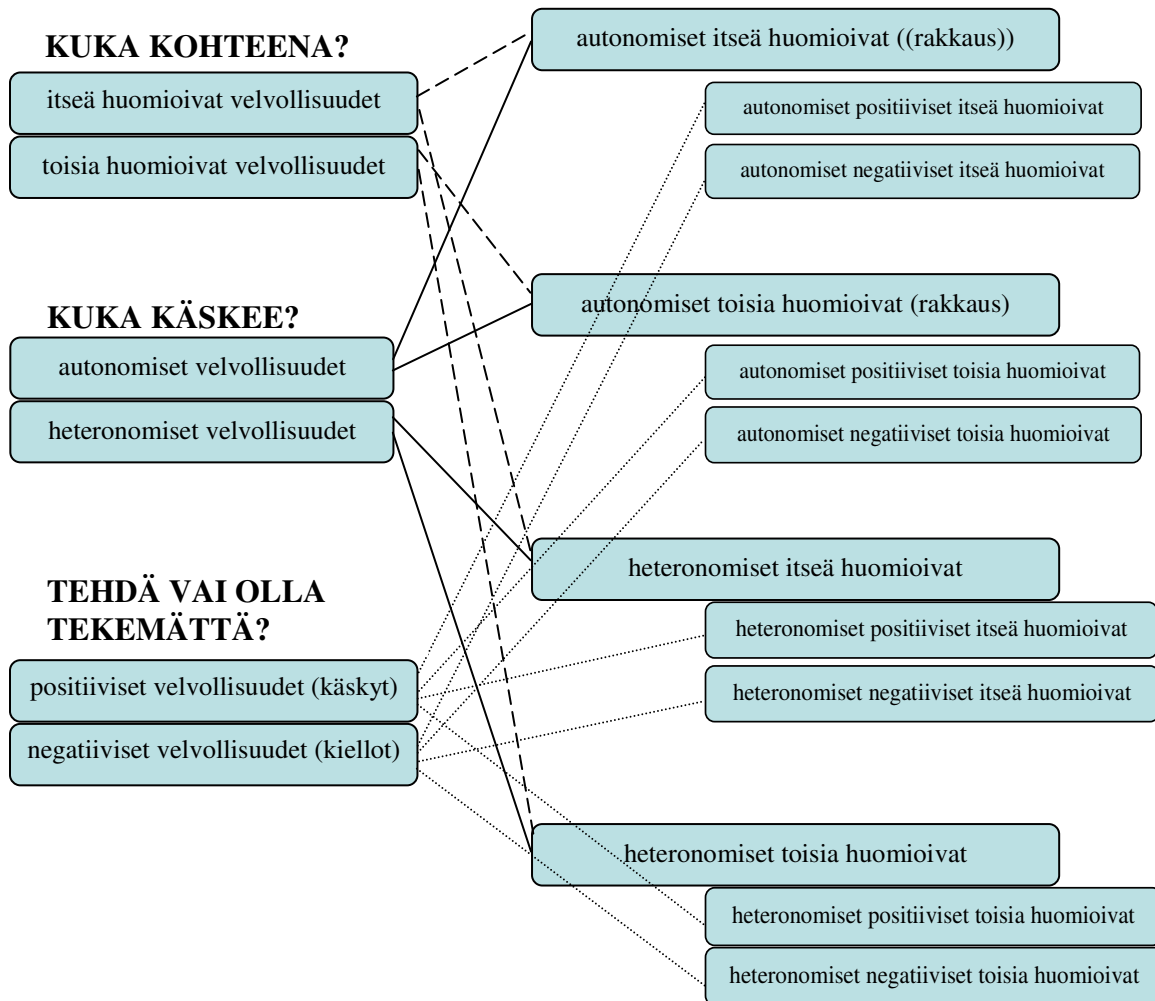 KUKA KOHTEENA?
itseä huomioivat velvollisuudet
toisia huomioivat velvollisuudet
KUKA KÄSKEE?
autonomiset velvollisuudet
heteronomiset velvollisuudet
TEHDÄ VAI OLLA
TEKEMÄTTÄ?
positiiviset velvollisuudet (käskyt)
negatiiviset velvollisuudet (kiellot)
autonomiset itseä huomioivat ((rakkaus))
autonomiset positiiviset itseä huomioivat
autonomiset negatiiviset itseä huomioivat
autonomiset toisia huomioivat (rakkaus)
autonomiset positiiviset toisia huomioivat
autonomiset negatiiviset toisia huomioivat
heteronomiset itseä huomioivat
heteronomiset positiiviset itseä huomioivat
heteronomiset negatiiviset itseä huomioivat
heteronomiset toisia huomioivat
heteronomiset positiiviset toisia huomioivat
heteronomiset negatiiviset toisia huomioivat